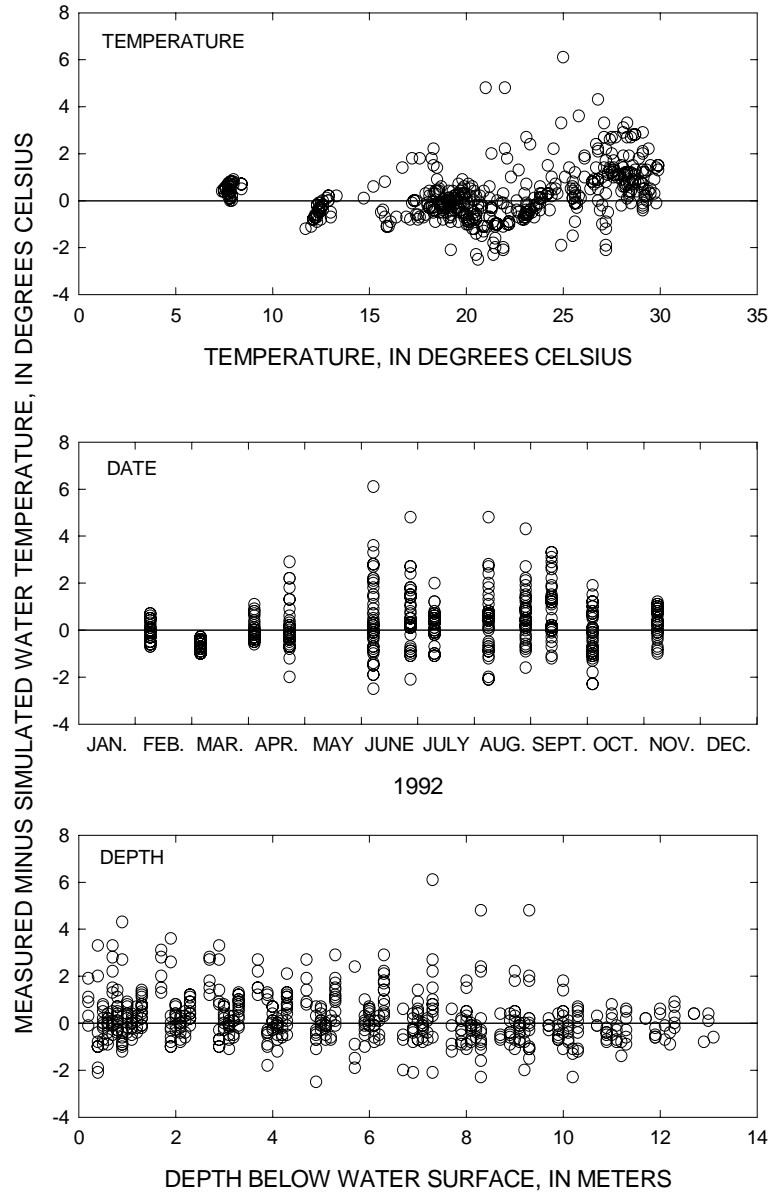 MEASURED MINUS SIMULATED WATER TEMPERATURE, IN DEGREES CELSIUS
8
6
4
2
0
-2
-4
TEMPERATURE
0 5 10 15 20 25 30 35
TEMPERATURE, IN DEGREES CELSIUS
8
6
4
2
0
-2
-4
DATE
JAN. FEB. MAR. APR. MAY JUNE JULY AUG. SEPT. OCT. NOV. DEC.
1992
8
6
4
2
0
-2
-4
DEPTH
0 2 4 6 8 10 12 14
DEPTH BELOW WATER SURFACE, IN METERS